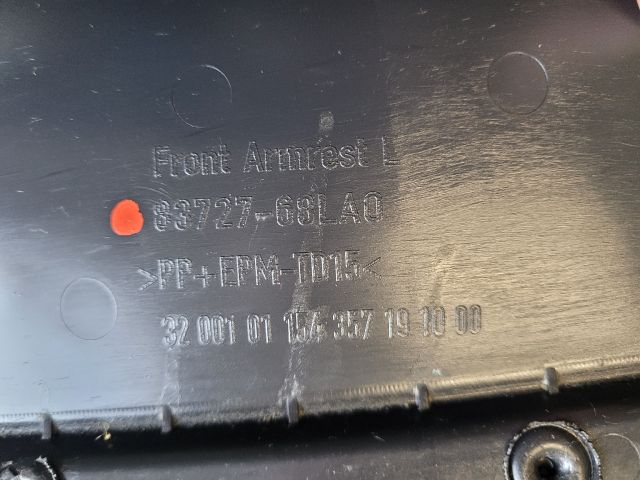 Front Armrest L
83727-68LA0
>PP+EPM-TD15<
32 001 01 154 357 19 10 00